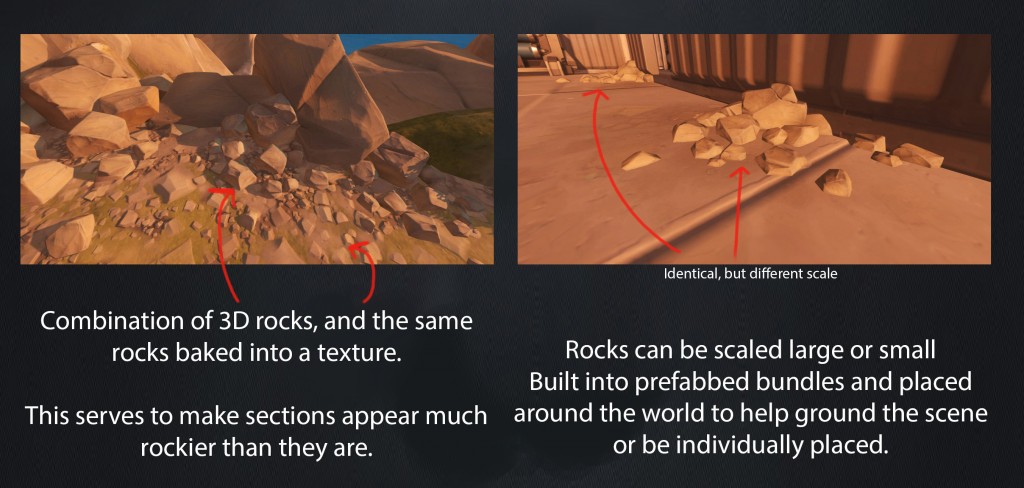 Combination of 3D rocks, and the same
rocks baked into a texture.
This serves to make sections appear much
rockier than they are.
Identical, but different scale
Rocks can be scaled large or small
Built into prefabbed bundles and placed
around the world to help ground the scene
or be individually placed.